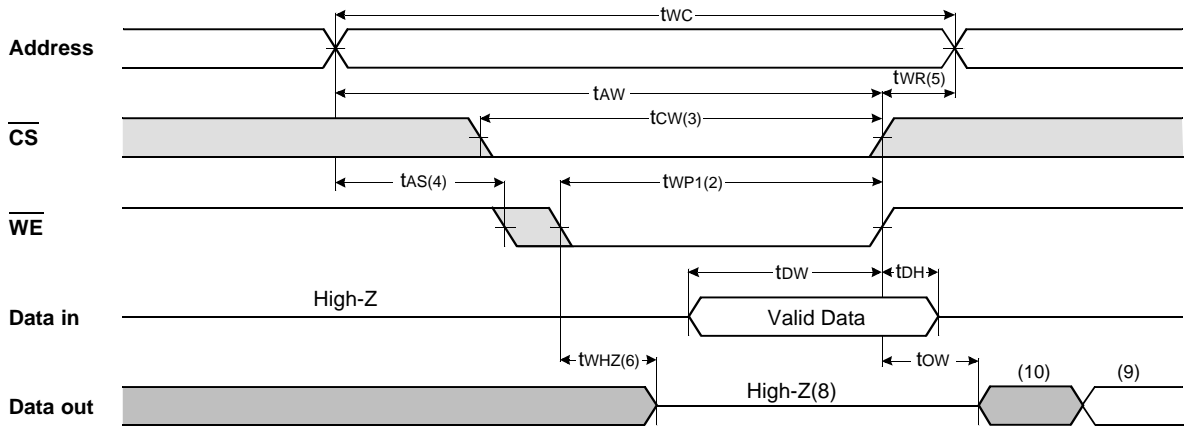 tWC
Address
tWR(5)
tAW
tCW(3)
CS
tAS(4)
tWP1(2)
WE
tDW
tDH
High-Z
Data in
Valid Data
tWHZ(6)
tOW
High-Z(8)
(10)
(9)
Data out